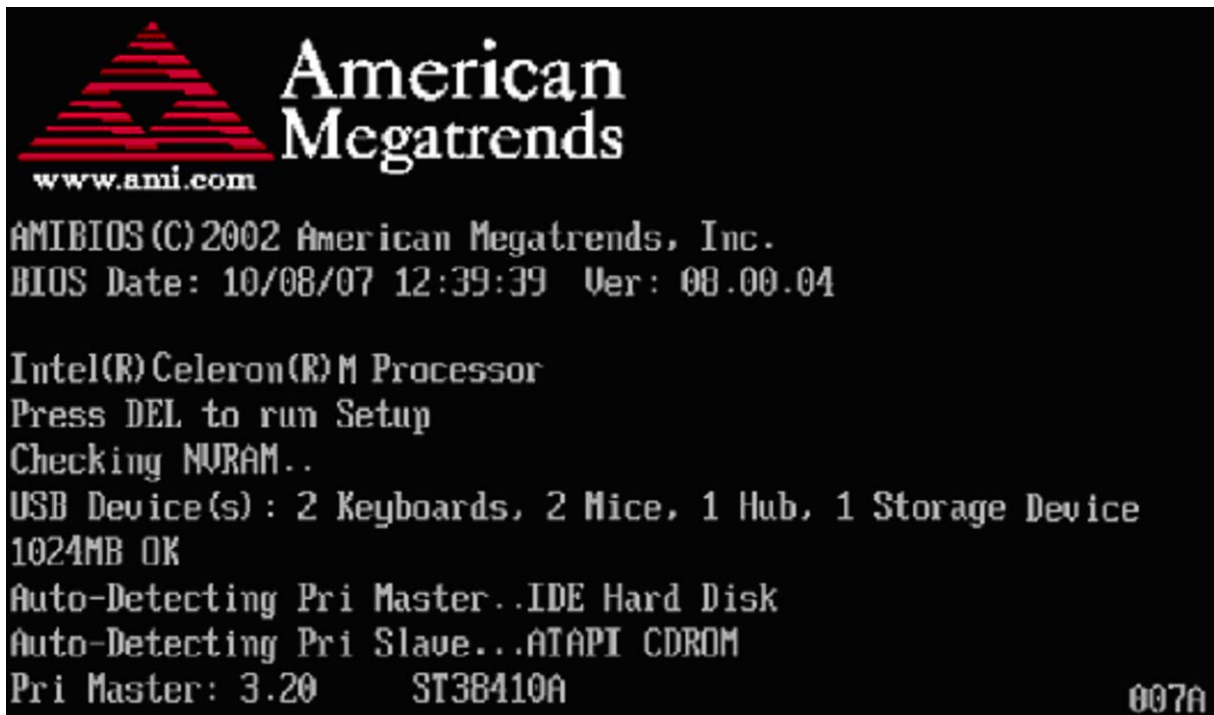 American
Megatrends
www.ami.com
AMIBIOS(C)2002 American Megatrends, Inc.
BIOS Date: 10/08/07 12:39:39 Ver: 08.00.04
Intel(R)Celeron(R)M Processor
Press DEL to run Setup
Checking NVRAM..
USB Device(s): 2 Keyboards, 2 Mice, 1 Hub, 1 Storage Device
1024MB OK
Auto-Detecting Pri Master..IDE Hard Disk
Auto-Detecting Pri Slave...ATAPI CDROM
Pri Master: 3.20 ST38410A
007A